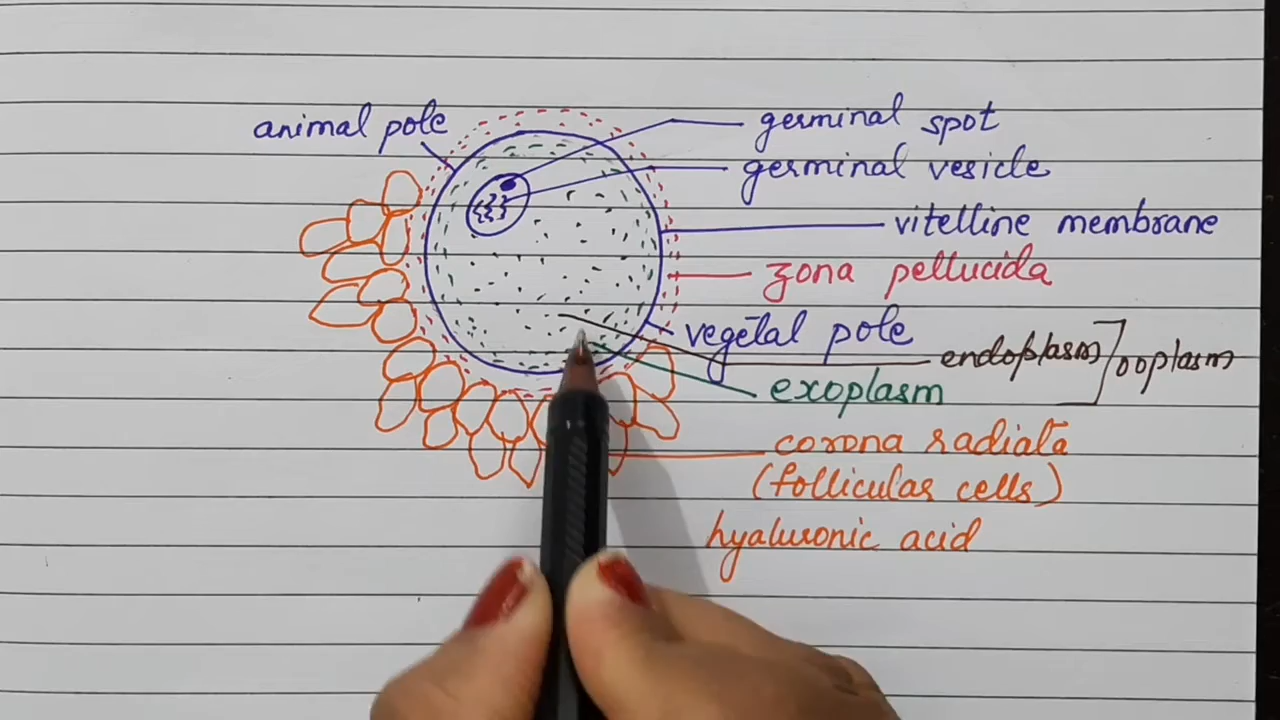 animal pole
germinal spot
germinal vesicle
vitelline membrane
zona pellucida
vegetal pole
endoplasm
ooplasm
exoplasm
corona radiata
(follicular cells)
hyaluronic acid